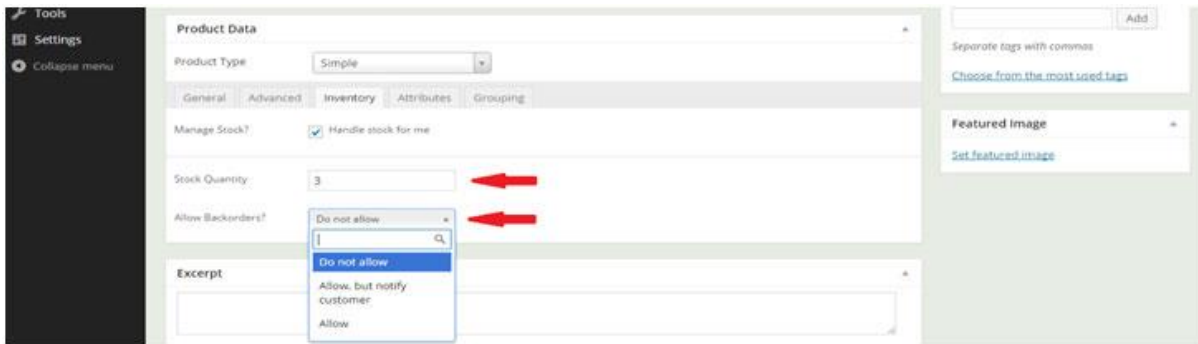 Tools
Settings
Collapse menu
Product Data
Product Type
Simple
General Advanced Inventory Attributes Grouping
Manage Stock?
Handle stock for me
Stock Quantity
3
Allow Backorders?
Do not allow
Do not allow
Allow, but notify
customer
Allow
Excerpt
Add
Separate tags with commas
Choose from the most used tags
Featured Image
Set featured image